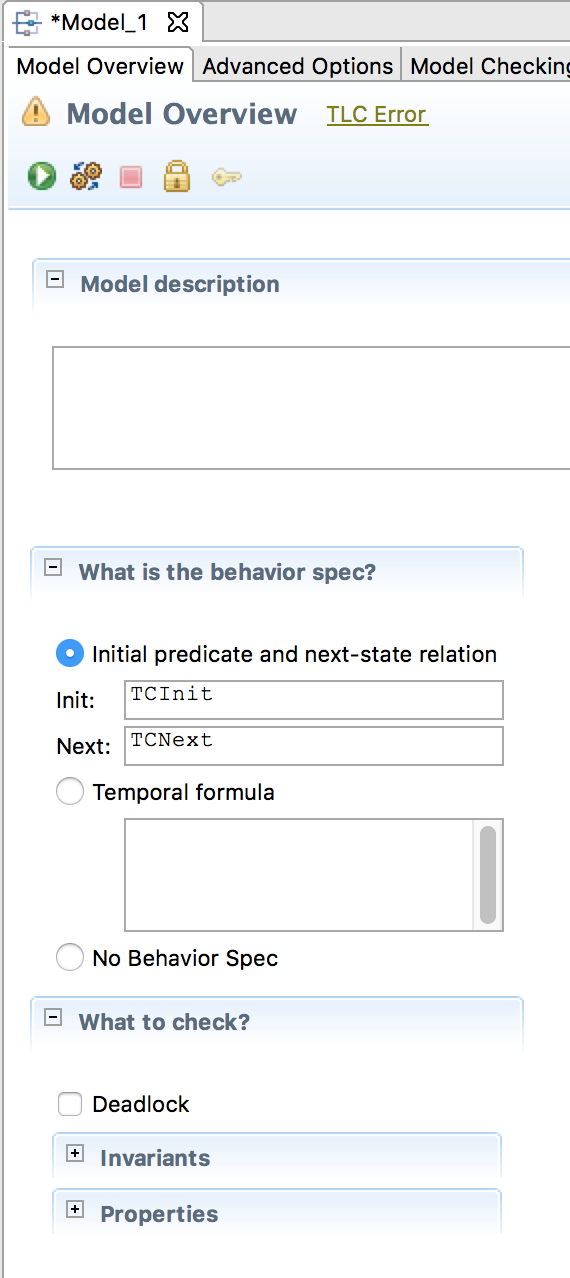 *Model_1
Model Overview Advanced Options Model Checking
Model Overview TLC Error
Model description
What is the behavior spec?
Initial predicate and next-state relation
Init: TCInit
Next: TCNext
Temporal formula
No Behavior Spec
What to check?
Deadlock
Invariants
Properties